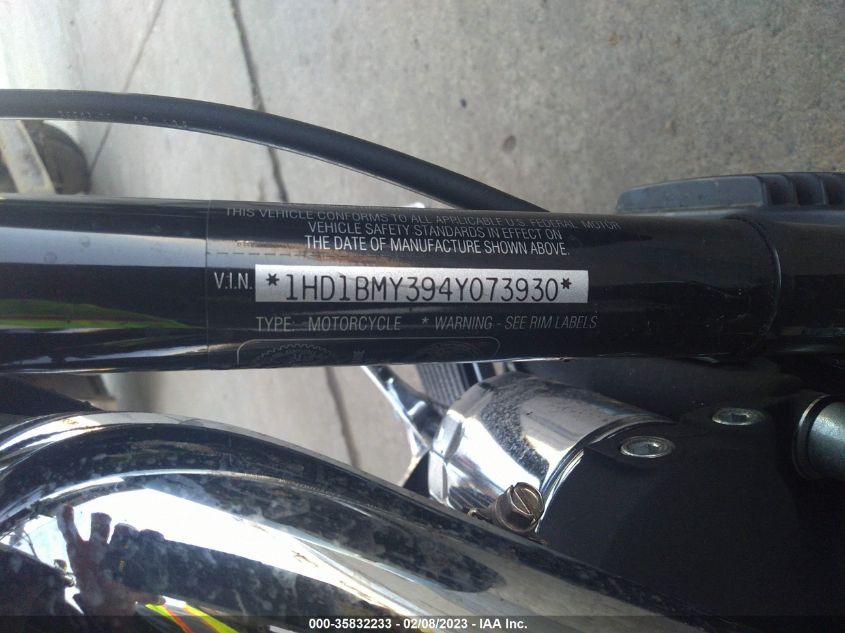 THIS VEHICLE CONFORMS TO ALL APPLICABLE U.S. FEDERAL MOTOR
VEHICLE SAFETY STANDARDS IN EFFECT ON
THE DATE OF MANUFACTURE SHOWN ABOVE.
V.I.N. *1HD1BMY394Y073930*
TYPE: MOTORCYCLE * WARNING - SEE RIM LABELS
000-35832233 - 02/08/2023 - IAA Inc.